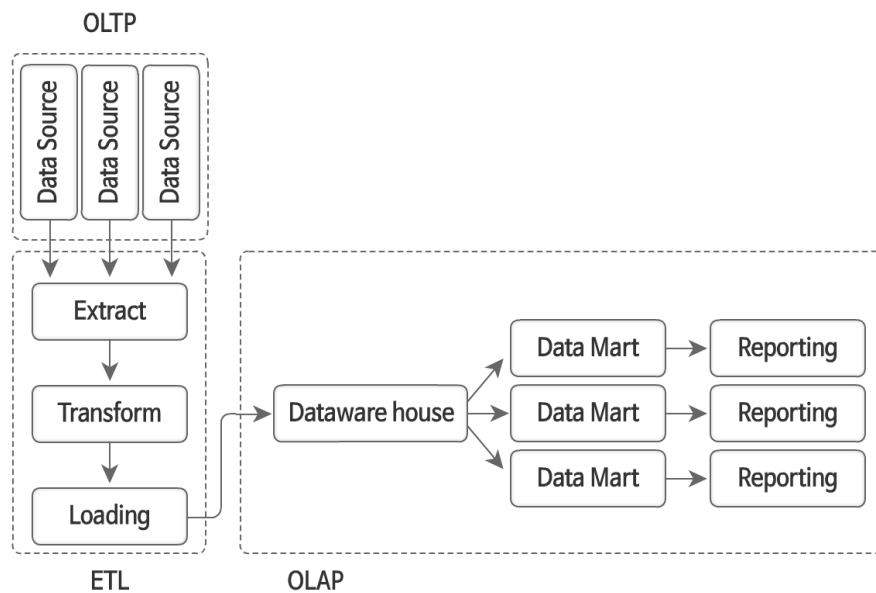 OLTP
Data Source
Data Source
Data Source
Extract
Transform
Loading
ETL
Dataware house
Data Mart
Reporting
Data Mart
Reporting
Data Mart
Reporting
OLAP